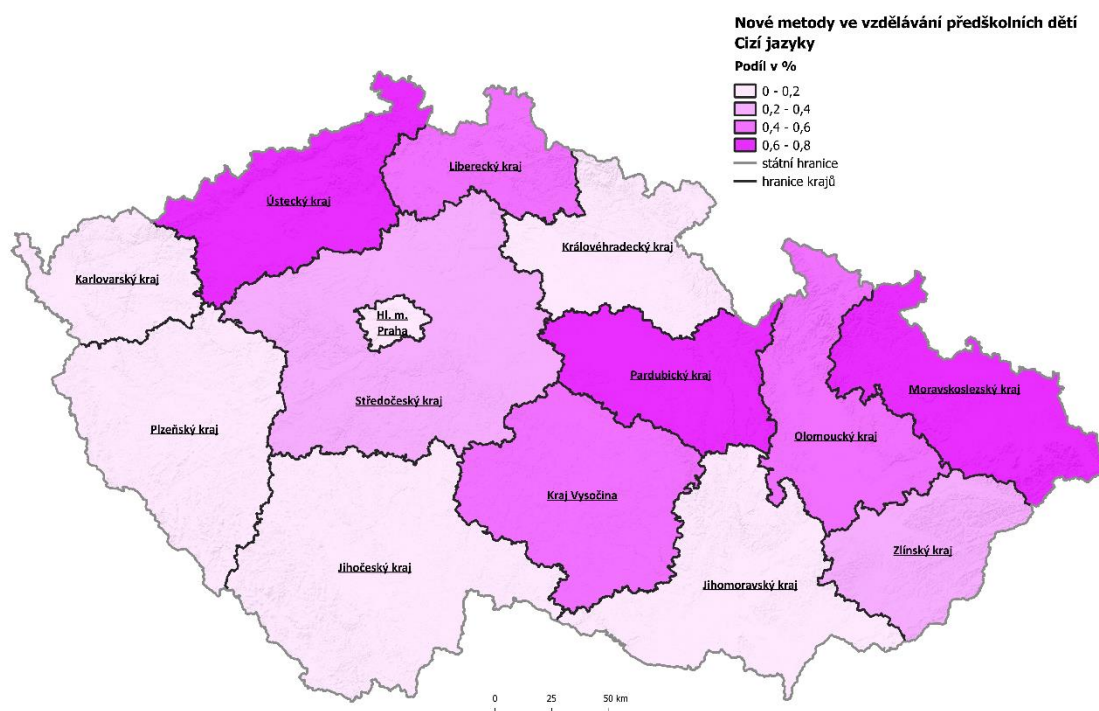 Nové metody ve vzdělávání předškolních dětí
Cizí jazyky
Podíl v %
0 - 0,2
0,2 - 0,4
0,4 - 0,6
0,6 - 0,8
státní hranice
hranice krajů
Liberecký kraj
Ústecký kraj
Královéhradecký kraj
Karlovarský kraj
Hl. m.
Praha
Pardubický kraj
Moravskoslezský kraj
Středočeský kraj
Plzeňský kraj
Olomoucký kraj
Kraj Vysočina
Zlínský kraj
Jihočeský kraj
Jihomoravský kraj
0 25 50 km